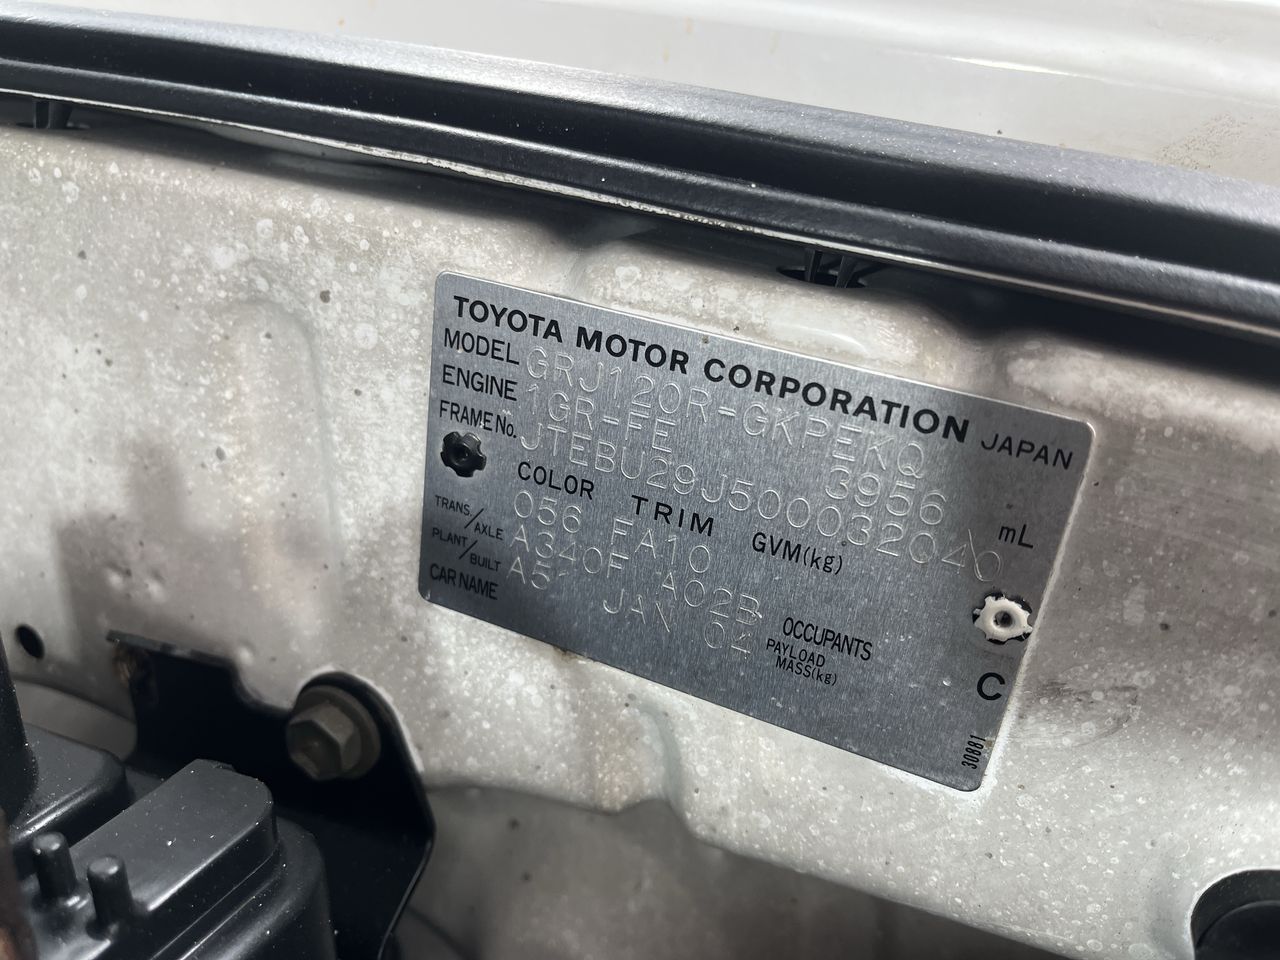 TOYOTA MOTOR CORPORATION JAPAN
MODEL GRJ120R-GKPEKQ
ENGINE 1GR-FE 3956 mL
FRAME No. JTEBU29J500032040
COLOR TRIM GVM(kg)
056 FA10
TRANS/AXLE A340F A02B
PLANT/BUILT A5 JAN 04
OCCUPANTS
CAR NAME
PAYLOAD MASS(kg)
C
30881